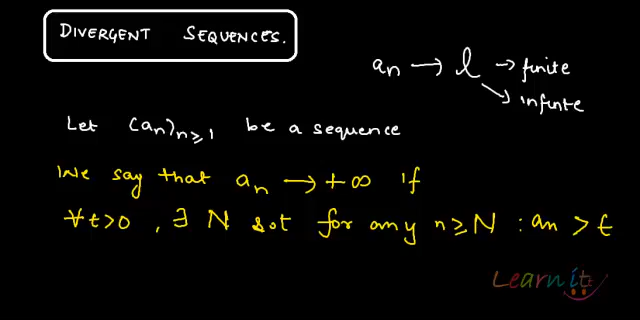 DIVERGENT SEQUENCES.
an → l → finite
→ infinite
Let (an)n≥1 be a sequence
We say that an → +∞ if
∀t>0, ∃ N s.t for any n≥N : an > t
Learnit